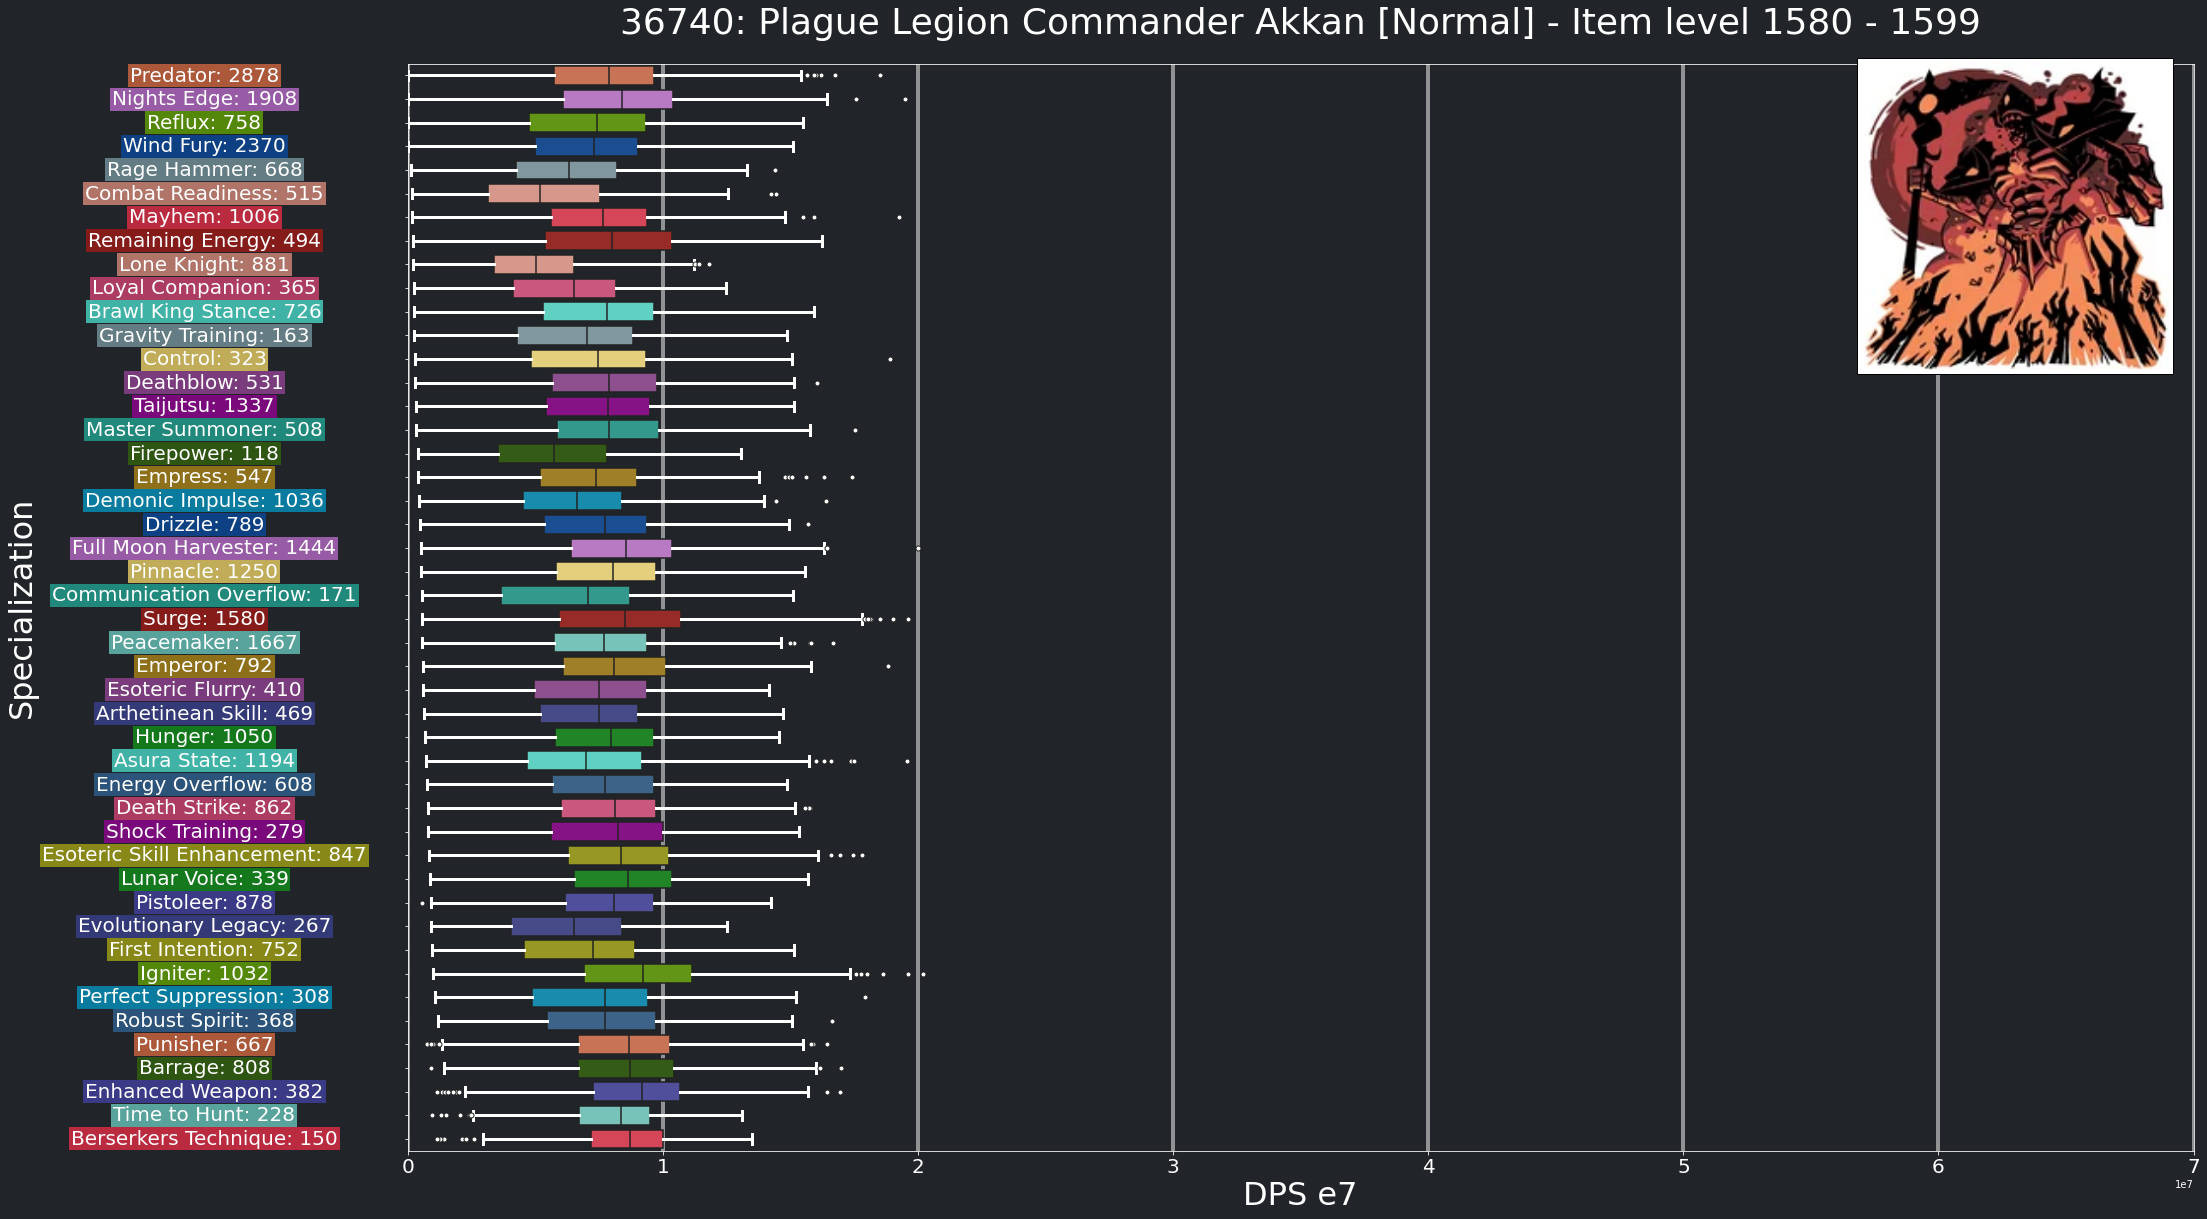 36740: Plague Legion Commander Akkan [Normal] - Item level 1580 - 1599
Predator: 2878
Nights Edge: 1908
Reflux: 758
Wind Fury: 2370
Rage Hammer: 668
Combat Readiness: 515
Mayhem: 1006
Remaining Energy: 494
Lone Knight: 881
Loyal Companion: 365
Brawl King Stance: 726
Gravity Training: 163
Control: 323
Deathblow: 531
Taijutsu: 1337
Master Summoner: 508
Firepower: 118
Empress: 547
Demonic Impulse: 1036
Drizzle: 789
Full Moon Harvester: 1444
Pinnacle: 1250
Communication Overflow: 171
Surge: 1580
Peacemaker: 1667
Emperor: 792
Esoteric Flurry: 410
Arthetinean Skill: 469
Hunger: 1050
Asura State: 1194
Energy Overflow: 608
Death Strike: 862
Shock Training: 279
Esoteric Skill Enhancement: 847
Lunar Voice: 339
Pistoleer: 878
Evolutionary Legacy: 267
First Intention: 752
Igniter: 1032
Perfect Suppression: 308
Robust Spirit: 368
Punisher: 667
Barrage: 808
Enhanced Weapon: 382
Time to Hunt: 228
Berserkers Technique: 150
Specialization
0 1 2 3 4 5 6 7
1e7
DPS e7